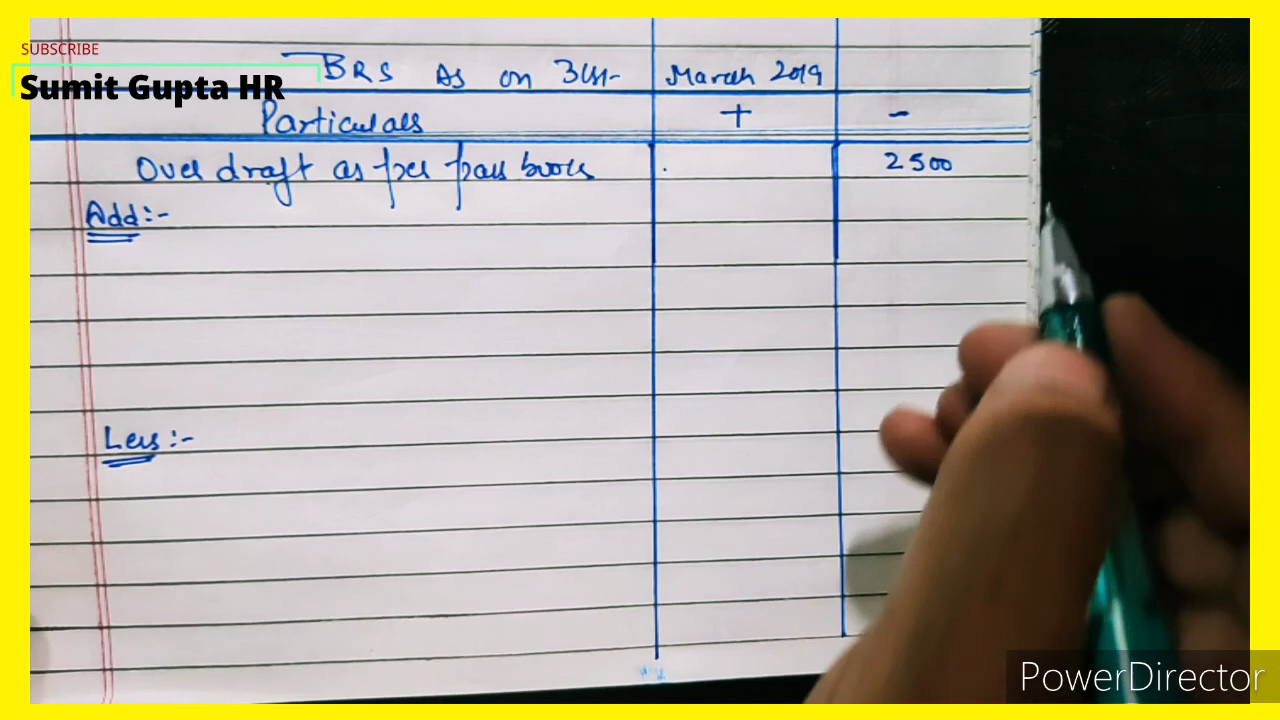 SUBSCRIBE
Sumit Gupta HR
BRS As on 31st March 2019
Particulars + -
Over draft as per pass book 2500
Add:-
Less:-
PowerDirector